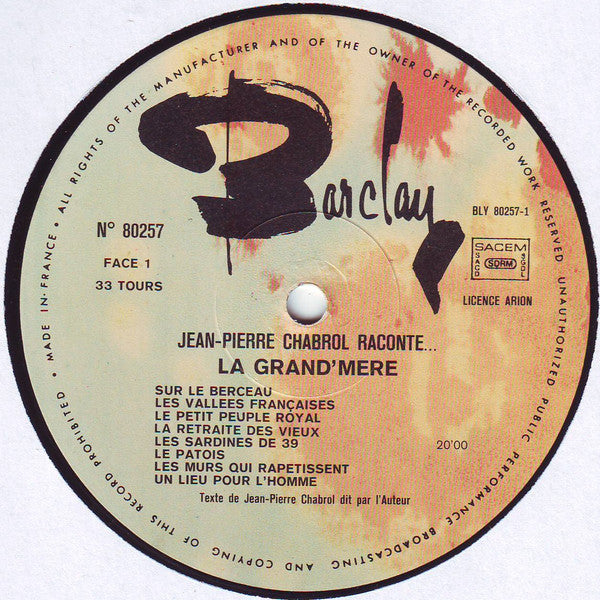 ALL RIGHTS OF THE MANUFACTURER AND OF THE OWNER OF THE RECORDED WORK RESERVED UNAUTHORIZED PUBLIC PERFORMANCE BROADCASTING AND COPYING OF THIS RECORD PROHIBITED • MADE IN FRANCE •
Barclay
N° 80257
BLY 80257-1
FACE 1
SACEM
SACD SDRM SGDL
33 TOURS
LICENCE ARION
JEAN-PIERRE CHABROL RACONTE...
LA GRAND'MERE
SUR LE BERCEAU
LES VALLEES FRANÇAISES
LE PETIT PEUPLE ROYAL
LA RETRAITE DES VIEUX
LES SARDINES DE 39
20'00
LE PATOIS
LES MURS QUI RAPETISSENT
UN LIEU POUR L'HOMME
Texte de Jean-Pierre Chabrol dit par l'Auteur